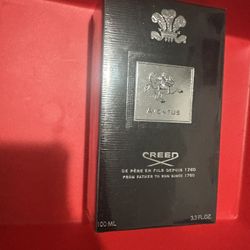 AVENTUS
CREED
DE PÈRE EN FILS DEPUIS 1760
FROM FATHER TO SON SINCE 1760
100 ML
3.3 FL.OZ